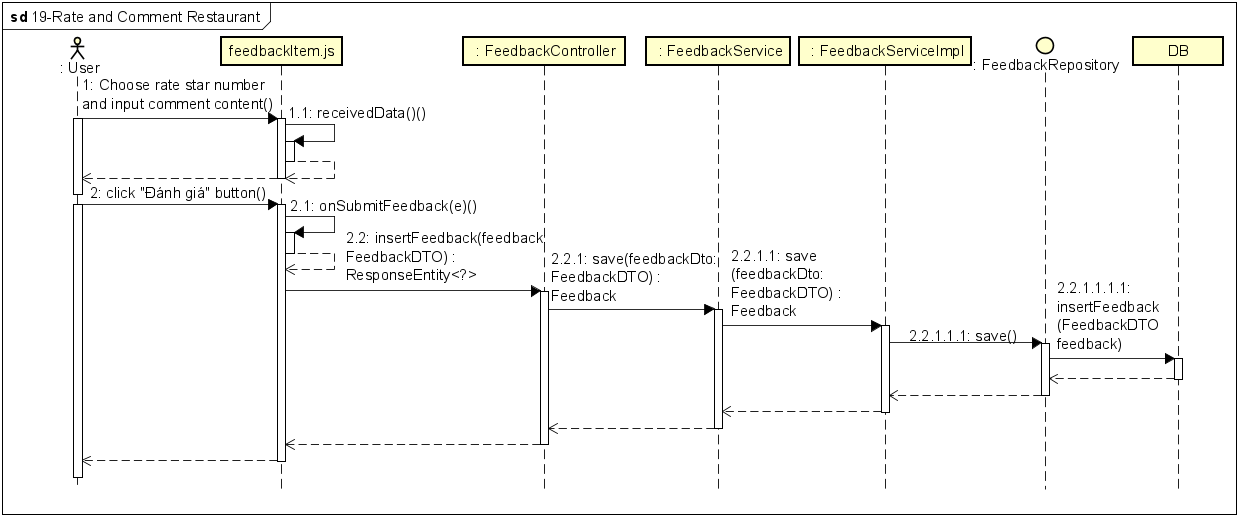 sd 19-Rate and Comment Restaurant
: User
feedbackItem.js
: FeedbackController
: FeedbackService
: FeedbackServiceImpl
: FeedbackRepository
DB
1: Choose rate star number
and input comment content()
1.1: receivedData()()
2: click "Đánh giá" button()
2.1: onSubmitFeedback(e)()
2.2: insertFeedback(feedback
FeedbackDTO) :
ResponseEntity<?>
2.2.1: save(feedbackDto:
FeedbackDTO) :
Feedback
2.2.1.1: save
(feedbackDto:
FeedbackDTO) :
Feedback
2.2.1.1.1: save()
2.2.1.1.1.1:
insertFeedback
(FeedbackDTO
feedback)